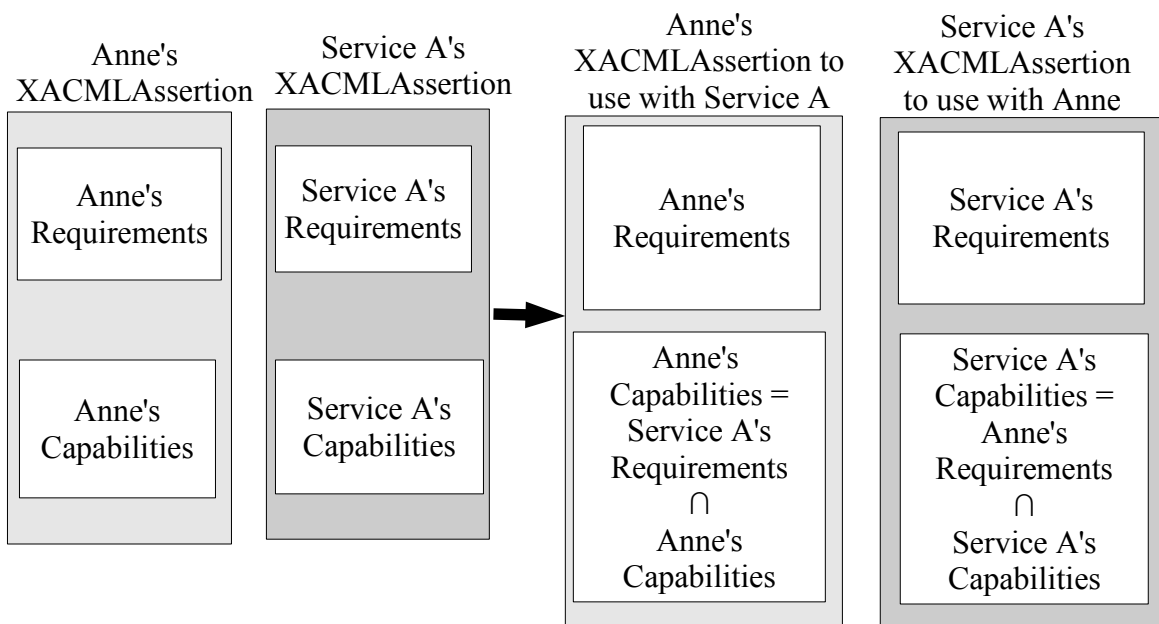 Anne's
XACMLAssertion
Anne's
Requirements
Anne's
Capabilities
Service A's
XACMLAssertion
Service A's
Requirements
Service A's
Capabilities
Anne's
XACMLAssertion to
use with Service A
Anne's
Requirements
Anne's
Capabilities =
Service A's
Requirements
∩
Anne's
Capabilities
Service A's
XACMLAssertion
to use with Anne
Service A's
Requirements
Service A's
Capabilities =
Anne's
Requirements
∩
Service A's
Capabilities